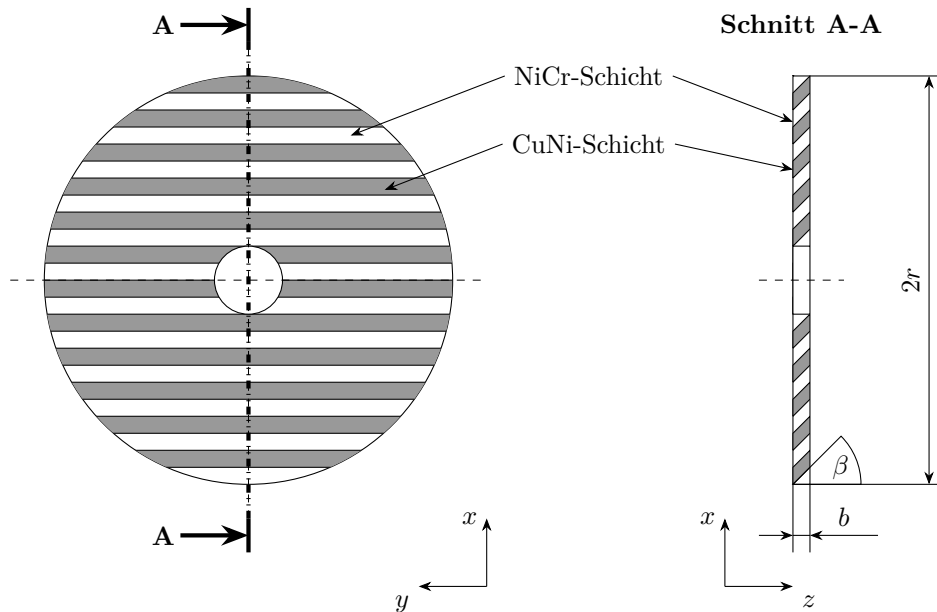 A
Schnitt A-A
NiCr-Schicht
CuNi-Schicht
2r
β
A
x
y
x
z
b